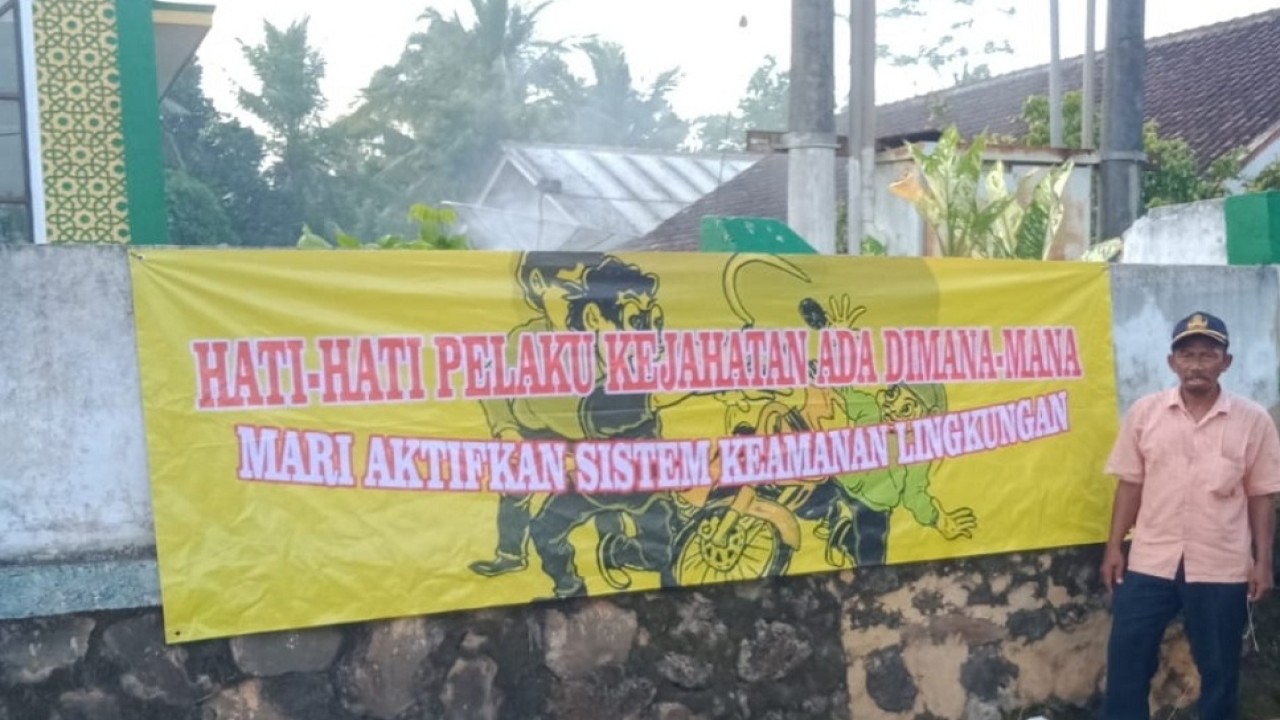 HATI-HATI PELAKU KEJAHATAN ADA DIMANA-MANA
MARI AKTIFKAN SISTEM KEAMANAN LINGKUNGAN